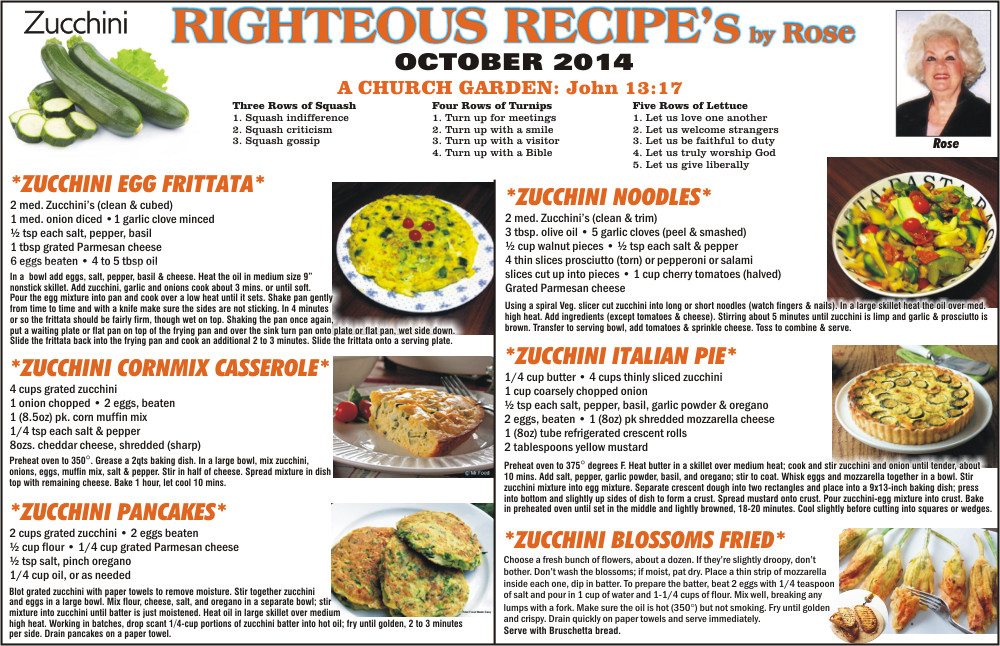 Zucchini
RIGHTEOUS RECIPE's by Rose
OCTOBER 2014
A CHURCH GARDEN: John 13:17
Three Rows of Squash
1. Squash indifference
2. Squash criticism
3. Squash gossip
Four Rows of Turnips
1. Turn up for meetings
2. Turn up with a smile
3. Turn up with a visitor
4. Turn up with a Bible
Five Rows of Lettuce
1. Let us love one another
2. Let us welcome strangers
3. Let us be faithful to duty
4. Let us truly worship God
5. Let us give liberally
Rose
*ZUCCHINI EGG FRITTATA*
2 med. Zucchini's (clean & cubed)
1 med. onion diced • 1 garlic clove minced
½ tsp each salt, pepper, basil
1 tbsp grated Parmesan cheese
6 eggs beaten • 4 to 5 tbsp oil
In a bowl add eggs, salt, pepper, basil & cheese. Heat the oil in medium size 9"
nonstick skillet. Add zucchini, garlic and onions cook about 3 mins. or until soft.
Pour the egg mixture into pan and cook over a low heat until it sets. Shake pan gently
from time to time and with a knife make sure the sides are not sticking. In 4 minutes
or so the frittata should be fairly firm, though wet on top. Shaking the pan once again,
put a waiting plate or flat pan on top of the frying pan and over the sink turn pan onto plate or flat pan, wet side down.
Slide the frittata back into the frying pan and cook an additional 2 to 3 minutes. Slide the frittata onto a serving plate.
*ZUCCHINI CORNMIX CASSEROLE*
4 cups grated zucchini
1 onion chopped • 2 eggs, beaten
1 (8.5oz) pk. corn muffin mix
1/4 tsp each salt & pepper
8ozs. cheddar cheese, shredded (sharp)
Preheat oven to 350°. Grease a 2qts baking dish. In a large bowl, mix zucchini,
onions, eggs, muffin mix, salt & pepper. Stir in half of cheese. Spread mixture in dish
top with remaining cheese. Bake 1 hour, let cool 10 mins.
© Mr Food
*ZUCCHINI PANCAKES*
2 cups grated zucchini • 2 eggs beaten
½ cup flour • 1/4 cup grated Parmesan cheese
½ tsp salt, pinch oregano
1/4 cup oil, or as needed
Blot grated zucchini with paper towels to remove moisture. Stir together zucchini
and eggs in a large bowl. Mix flour, cheese, salt, and oregano in a separate bowl; stir
mixture into zucchini until batter is just moistened. Heat oil in large skillet over medium
high heat. Working in batches, drop scant 1/4-cup portions of zucchini batter into hot oil; fry until golden, 2 to 3 minutes
per side. Drain pancakes on a paper towel.
*ZUCCHINI NOODLES*
2 med. Zucchini's (clean & trim)
3 tbsp. olive oil • 5 garlic cloves (peel & smashed)
½ cup walnut pieces • ½ tsp each salt & pepper
4 thin slices prosciutto (torn) or pepperoni or salami
slices cut up into pieces • 1 cup cherry tomatoes (halved)
Grated Parmesan cheese
PASTA PASTA
Using a spiral Veg. slicer cut zucchini into long or short noodles (watch fingers & nails). In a large skillet heat the oil over med.
high heat. Add ingredients (except tomatoes & cheese). Stirring about 5 minutes until zucchini is limp and garlic & prosciutto is
brown. Transfer to serving bowl, add tomatoes & sprinkle cheese. Toss to combine & serve.
*ZUCCHINI ITALIAN PIE*
1/4 cup butter • 4 cups thinly sliced zucchini
1 cup coarsely chopped onion
½ tsp each salt, pepper, basil, garlic powder & oregano
2 eggs, beaten • 1 (8oz) pk shredded mozzarella cheese
1 (8oz) tube refrigerated crescent rolls
2 tablespoons yellow mustard
Preheat oven to 375° degrees F. Heat butter in a skillet over medium heat; cook and stir zucchini and onion until tender, about
10 mins. Add salt, pepper, garlic powder, basil, and oregano; stir to coat. Whisk eggs and mozzarella together in a bowl. Stir
zucchini mixture into egg mixture. Separate crescent dough into two rectangles and place into a 9x13-inch baking dish; press
into bottom and slightly up sides of dish to form a crust. Spread mustard onto crust. Pour zucchini-egg mixture into crust. Bake
in preheated oven until set in the middle and lightly browned, 18-20 minutes. Cool slightly before cutting into squares or wedges.
*ZUCCHINI BLOSSOMS FRIED*
Choose a fresh bunch of flowers, about a dozen. If they're slightly droopy, don't
bother. Don't wash the blossoms; if moist, pat dry. Place a thin strip of mozzarella
inside each one, dip in batter. To prepare the batter, beat 2 eggs with 1/4 teaspoon
of salt and pour in 1 cup of water and 1-1/4 cups of flour. Mix well, breaking any
lumps with a fork. Make sure the oil is hot (350°) but not smoking. Fry until golden
and crispy. Drain quickly on paper towels and serve immediately.
Serve with Bruschetta bread.